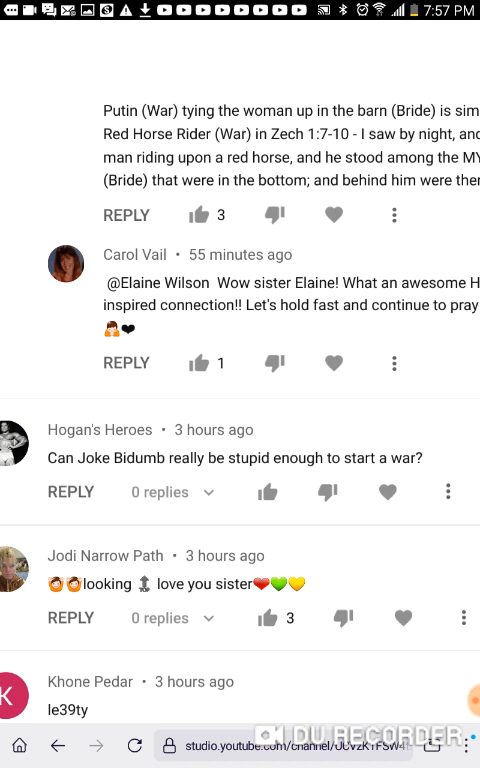 7:57 PM
Putin (War) tying the woman up in the barn (Bride) is sim
Red Horse Rider (War) in Zech 1:7-10 - I saw by night, and
man riding upon a red horse, and he stood among the MY
(Bride) that were in the bottom; and behind him were ther
REPLY 3
Carol Vail • 55 minutes ago
@Elaine Wilson Wow sister Elaine! What an awesome H
inspired connection!! Let's hold fast and continue to pray
🙏❤
REPLY 1
Hogan's Heroes • 3 hours ago
Can Joke Bidumb really be stupid enough to start a war?
REPLY 0 replies
Jodi Narrow Path • 3 hours ago
🙆🙆looking ⬆ love you sister❤💚💛
REPLY 0 replies 3
K Khone Pedar • 3 hours ago
le39ty
DU RECORDER
studio.youtube.com/channel/